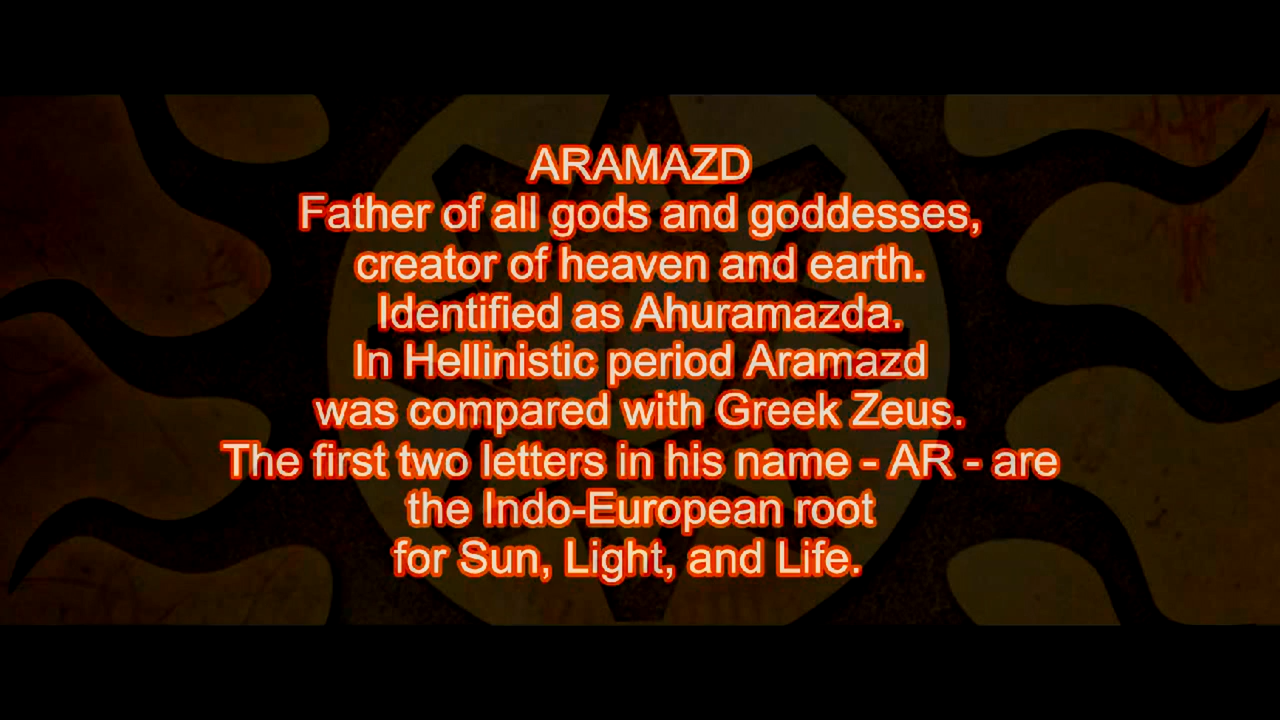 ARAMAZD
Father of all gods and goddesses,
creator of heaven and earth.
Identified as Ahuramazda.
In Hellinistic period Aramazd
was compared with Greek Zeus.
The first two letters in his name - AR - are
the Indo-European root
for Sun, Light, and Life.